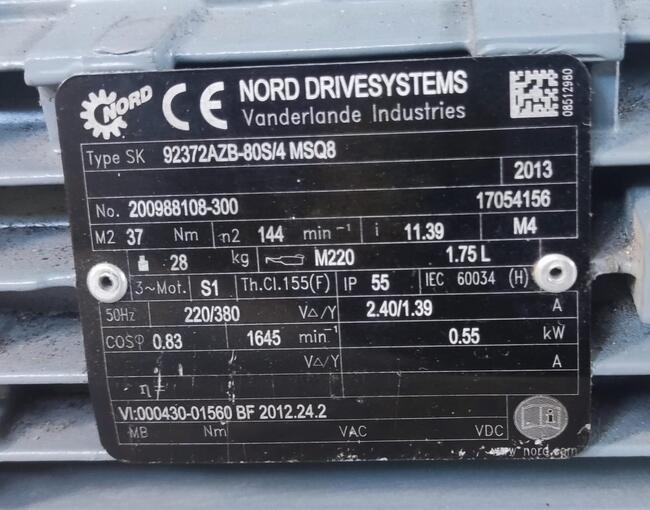 NORD CE NORD DRIVESYSTEMS
Vanderlande Industries
08512980
Type SK 92372AZB-80S/4 MSQ8
2013
No. 200988108-300 17054156
M2 37 Nm n2 144 min⁻¹ i 11.39 M4
28 kg M220 1.75 L
3~Mot. S1 Th.Cl.155(F) IP 55 IEC 60034 (H)
50Hz 220/380 V△/Y 2.40/1.39 A
COSφ 0.83 1645 min⁻¹ 0.55 kW
V△/Y A
η=
VI:000430-01560 BF 2012.24.2
MB Nm VAC VDC
www.nord.com